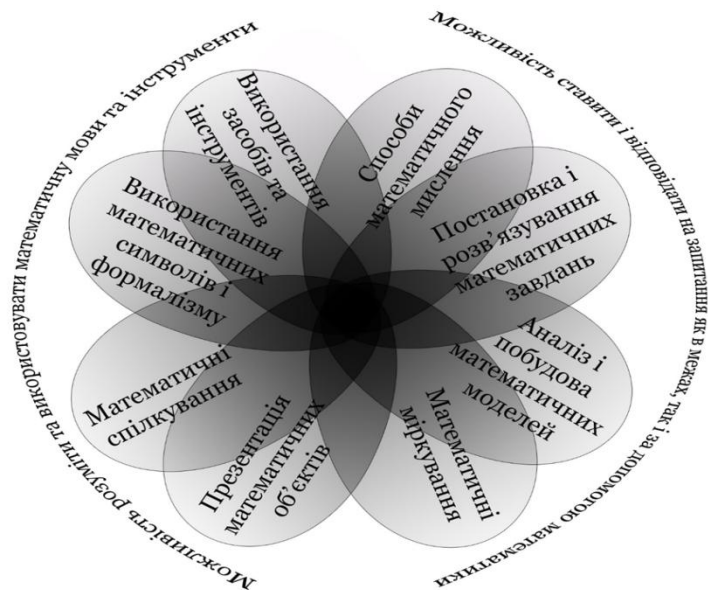 Можливість розуміти та використовувати математичну мови та інструменти
Можливість ставити і відповідати на запитання як в межах, так і за допомогою математики
Використання
засобів та
інструментів
Способи
математичного
мислення
Використання
математичних
символів і
формалізму
Постановка і
розв’язування
математичних
завдань
Математичні
спілкування
Аналіз і
побудова
математичних
моделей
Презентація
математичних
об’єктів
Математичні
міркування